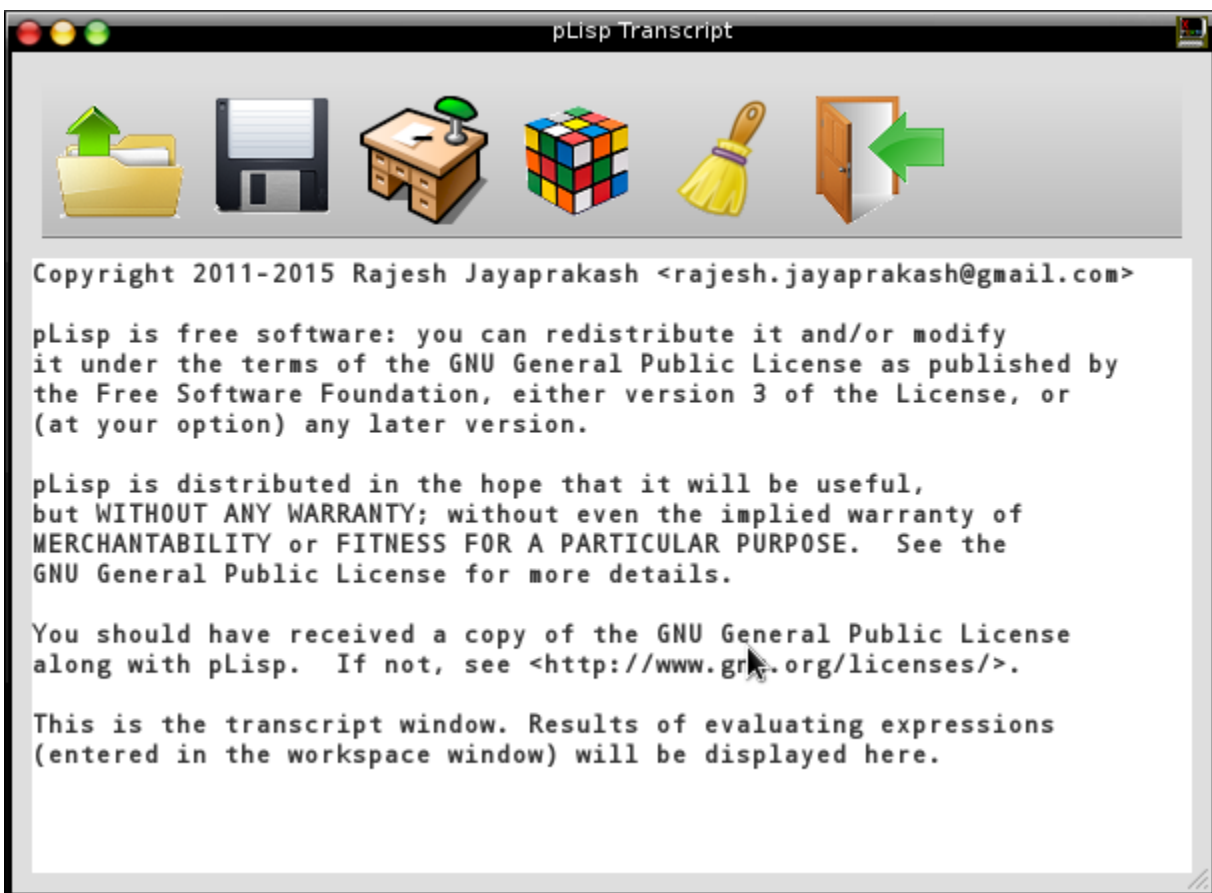 pLisp Transcript
Copyright 2011-2015 Rajesh Jayaprakash <rajesh.jayaprakash@gmail.com>
pLisp is free software: you can redistribute it and/or modify
it under the terms of the GNU General Public License as published by
the Free Software Foundation, either version 3 of the License, or
(at your option) any later version.
pLisp is distributed in the hope that it will be useful,
but WITHOUT ANY WARRANTY; without even the implied warranty of
MERCHANTABILITY or FITNESS FOR A PARTICULAR PURPOSE.  See the
GNU General Public License for more details.
You should have received a copy of the GNU General Public License
along with pLisp.  If not, see <http://www.gnu.org/licenses/>.
This is the transcript window. Results of evaluating expressions
(entered in the workspace window) will be displayed here.